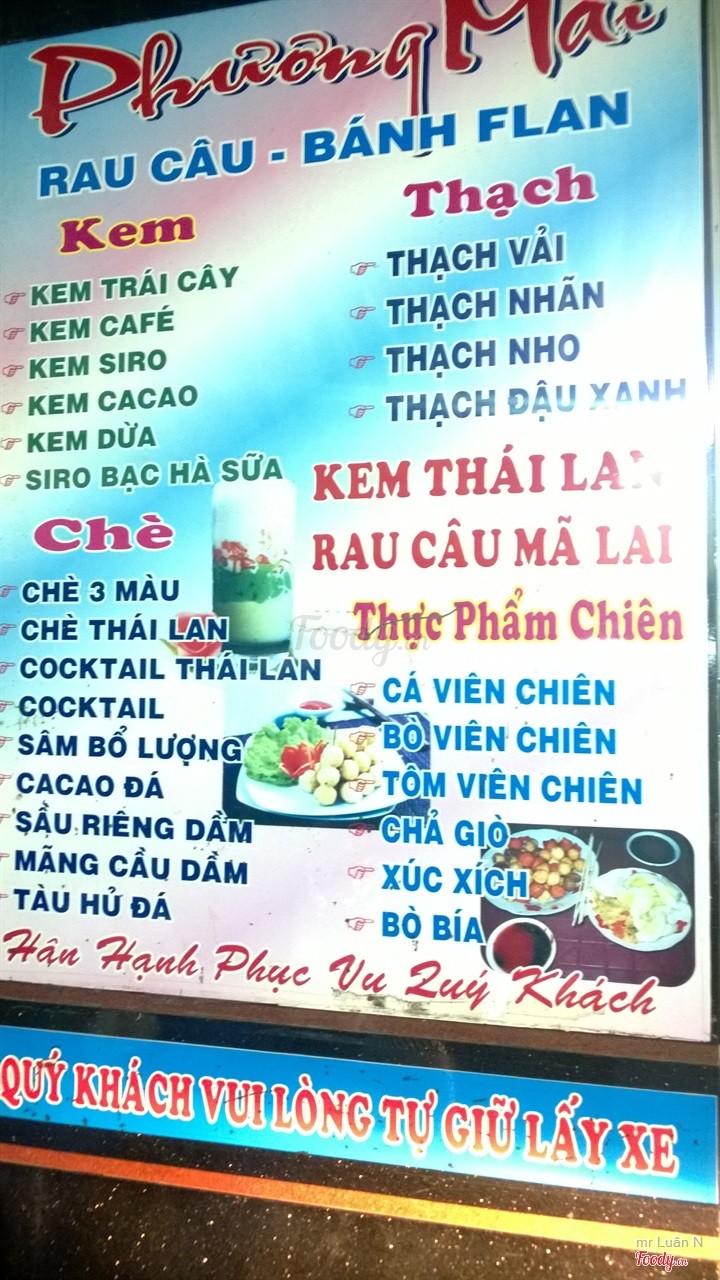 Phương Mai
RAU CÂU - BÁNH FLAN
Kem
KEM TRÁI CÂY
KEM CAFÉ
KEM SIRO
KEM CACAO
KEM DỪA
SIRO BẠC HÀ SỮA
Chè
CHÈ 3 MÀU
CHÈ THÁI LAN
COCKTAIL THÁI LAN
COCKTAIL
SÂM BỔ LƯỢNG
CACAO ĐÁ
SẦU RIÊNG DẦM
MÃNG CẦU DẦM
TÀU HỦ ĐÁ
Thạch
THẠCH VẢI
THẠCH NHÃN
THẠCH NHO
THẠCH ĐẬU XANH
KEM THÁI LAN
RAU CÂU MÃ LAI
Thực Phẩm Chiên
CÁ VIÊN CHIÊN
BÒ VIÊN CHIÊN
TÔM VIÊN CHIÊN
CHẢ GIÒ
XÚC XÍCH
BÒ BÍA
Hân Hạnh Phục Vu Quý Khách
QUÝ KHÁCH VUI LÒNG TỰ GIỮ LẤY XE
Foody.vn
mr Luân N
Foody.vn